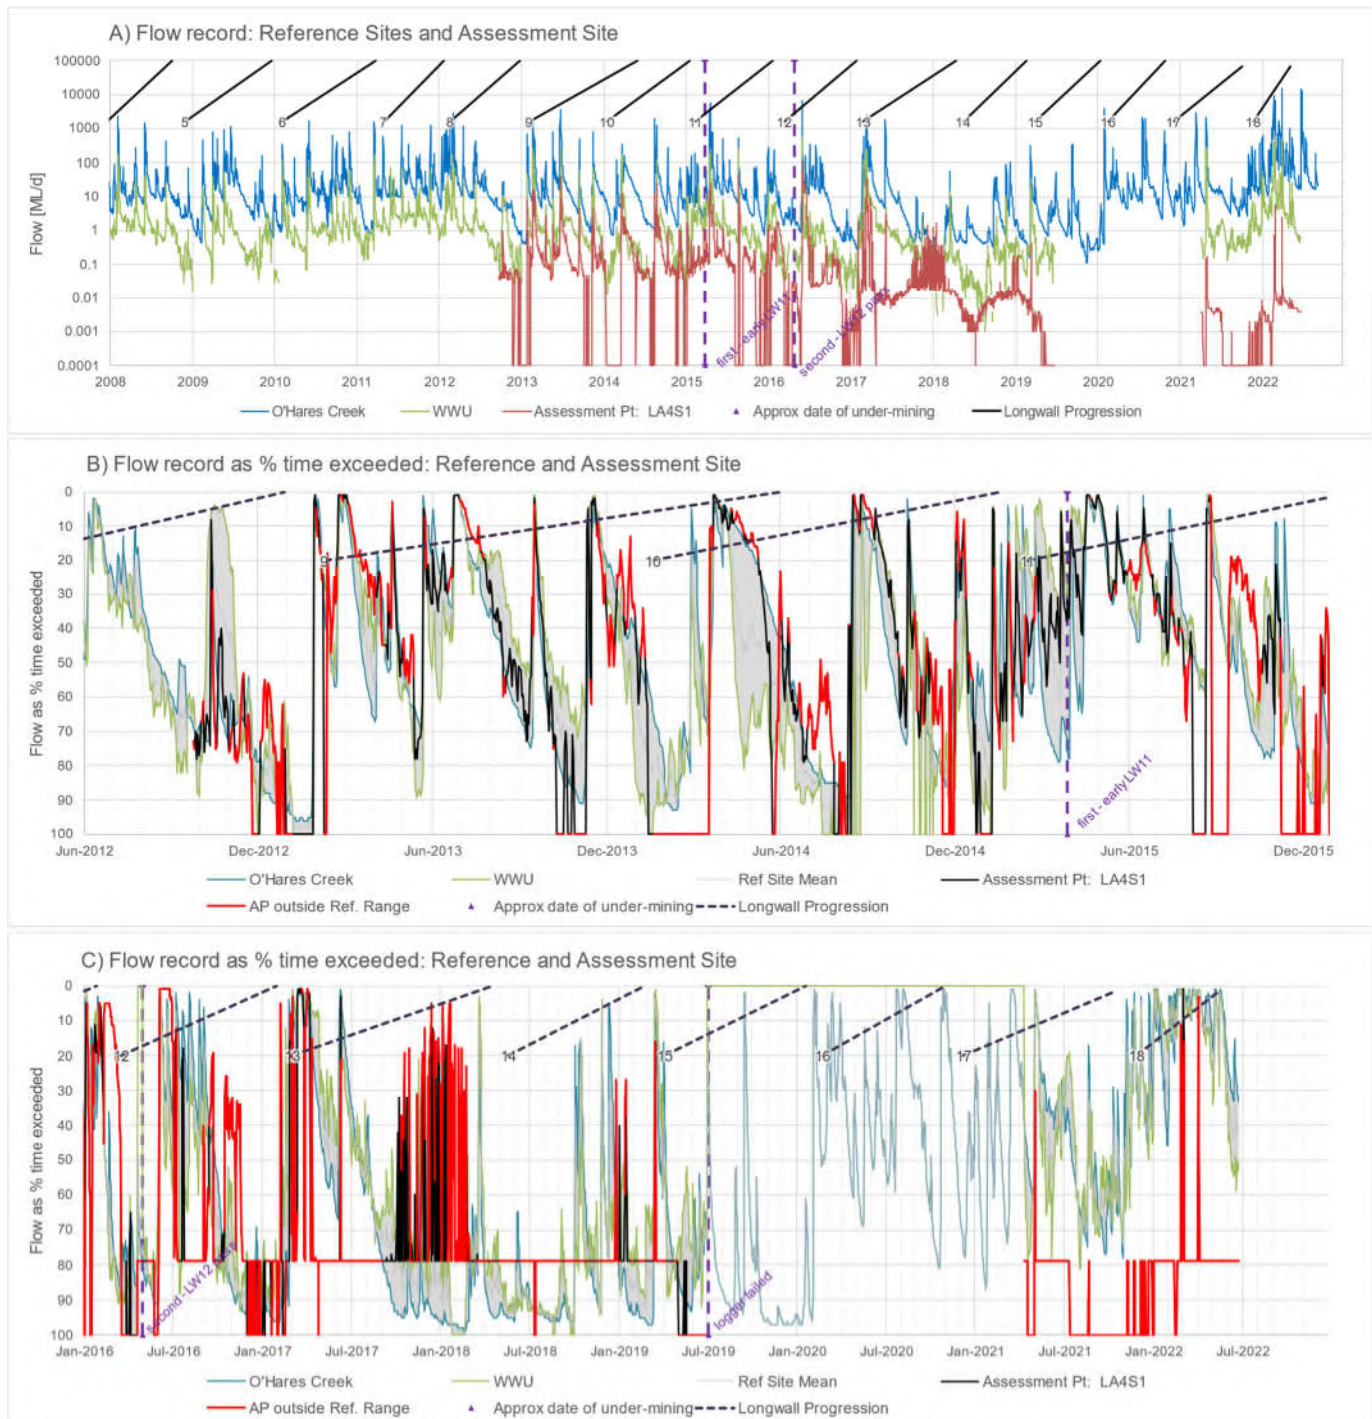 A) Flow record: Reference Sites and Assessment Site
100000
10000
1000
100
10
1
0.1
0.01
0.001
0.0001
Flow [ML/d]
5
6
7
8
9
10
11
12
13
14
15
16
17
18
first - early LW11
second - LW12 pass
2008
2009
2010
2011
2012
2013
2014
2015
2016
2017
2018
2019
2020
2021
2022
O'Hares Creek
WWU
Assessment Pt: LA4S1
Approx date of under-mining
Longwall Progression
B) Flow record as % time exceeded: Reference and Assessment Site
0
10
20
30
40
50
60
70
80
90
100
Flow as % time exceeded
9
10
11
first - early LW11
Jun-2012
Dec-2012
Jun-2013
Dec-2013
Jun-2014
Dec-2014
Jun-2015
Dec-2015
O'Hares Creek
WWU
Ref Site Mean
Assessment Pt: LA4S1
AP outside Ref. Range
Approx date of under-mining
Longwall Progression
C) Flow record as % time exceeded: Reference and Assessment Site
0
10
20
30
40
50
60
70
80
90
100
Flow as % time exceeded
12
13
14
15
16
17
18
second - LW12 pass
logger failed
Jan-2016
Jul-2016
Jan-2017
Jul-2017
Jan-2018
Jul-2018
Jan-2019
Jul-2019
Jan-2020
Jul-2020
Jan-2021
Jul-2021
Jan-2022
Jul-2022
O'Hares Creek
WWU
Ref Site Mean
Assessment Pt: LA4S1
AP outside Ref. Range
Approx date of under-mining
Longwall Progression